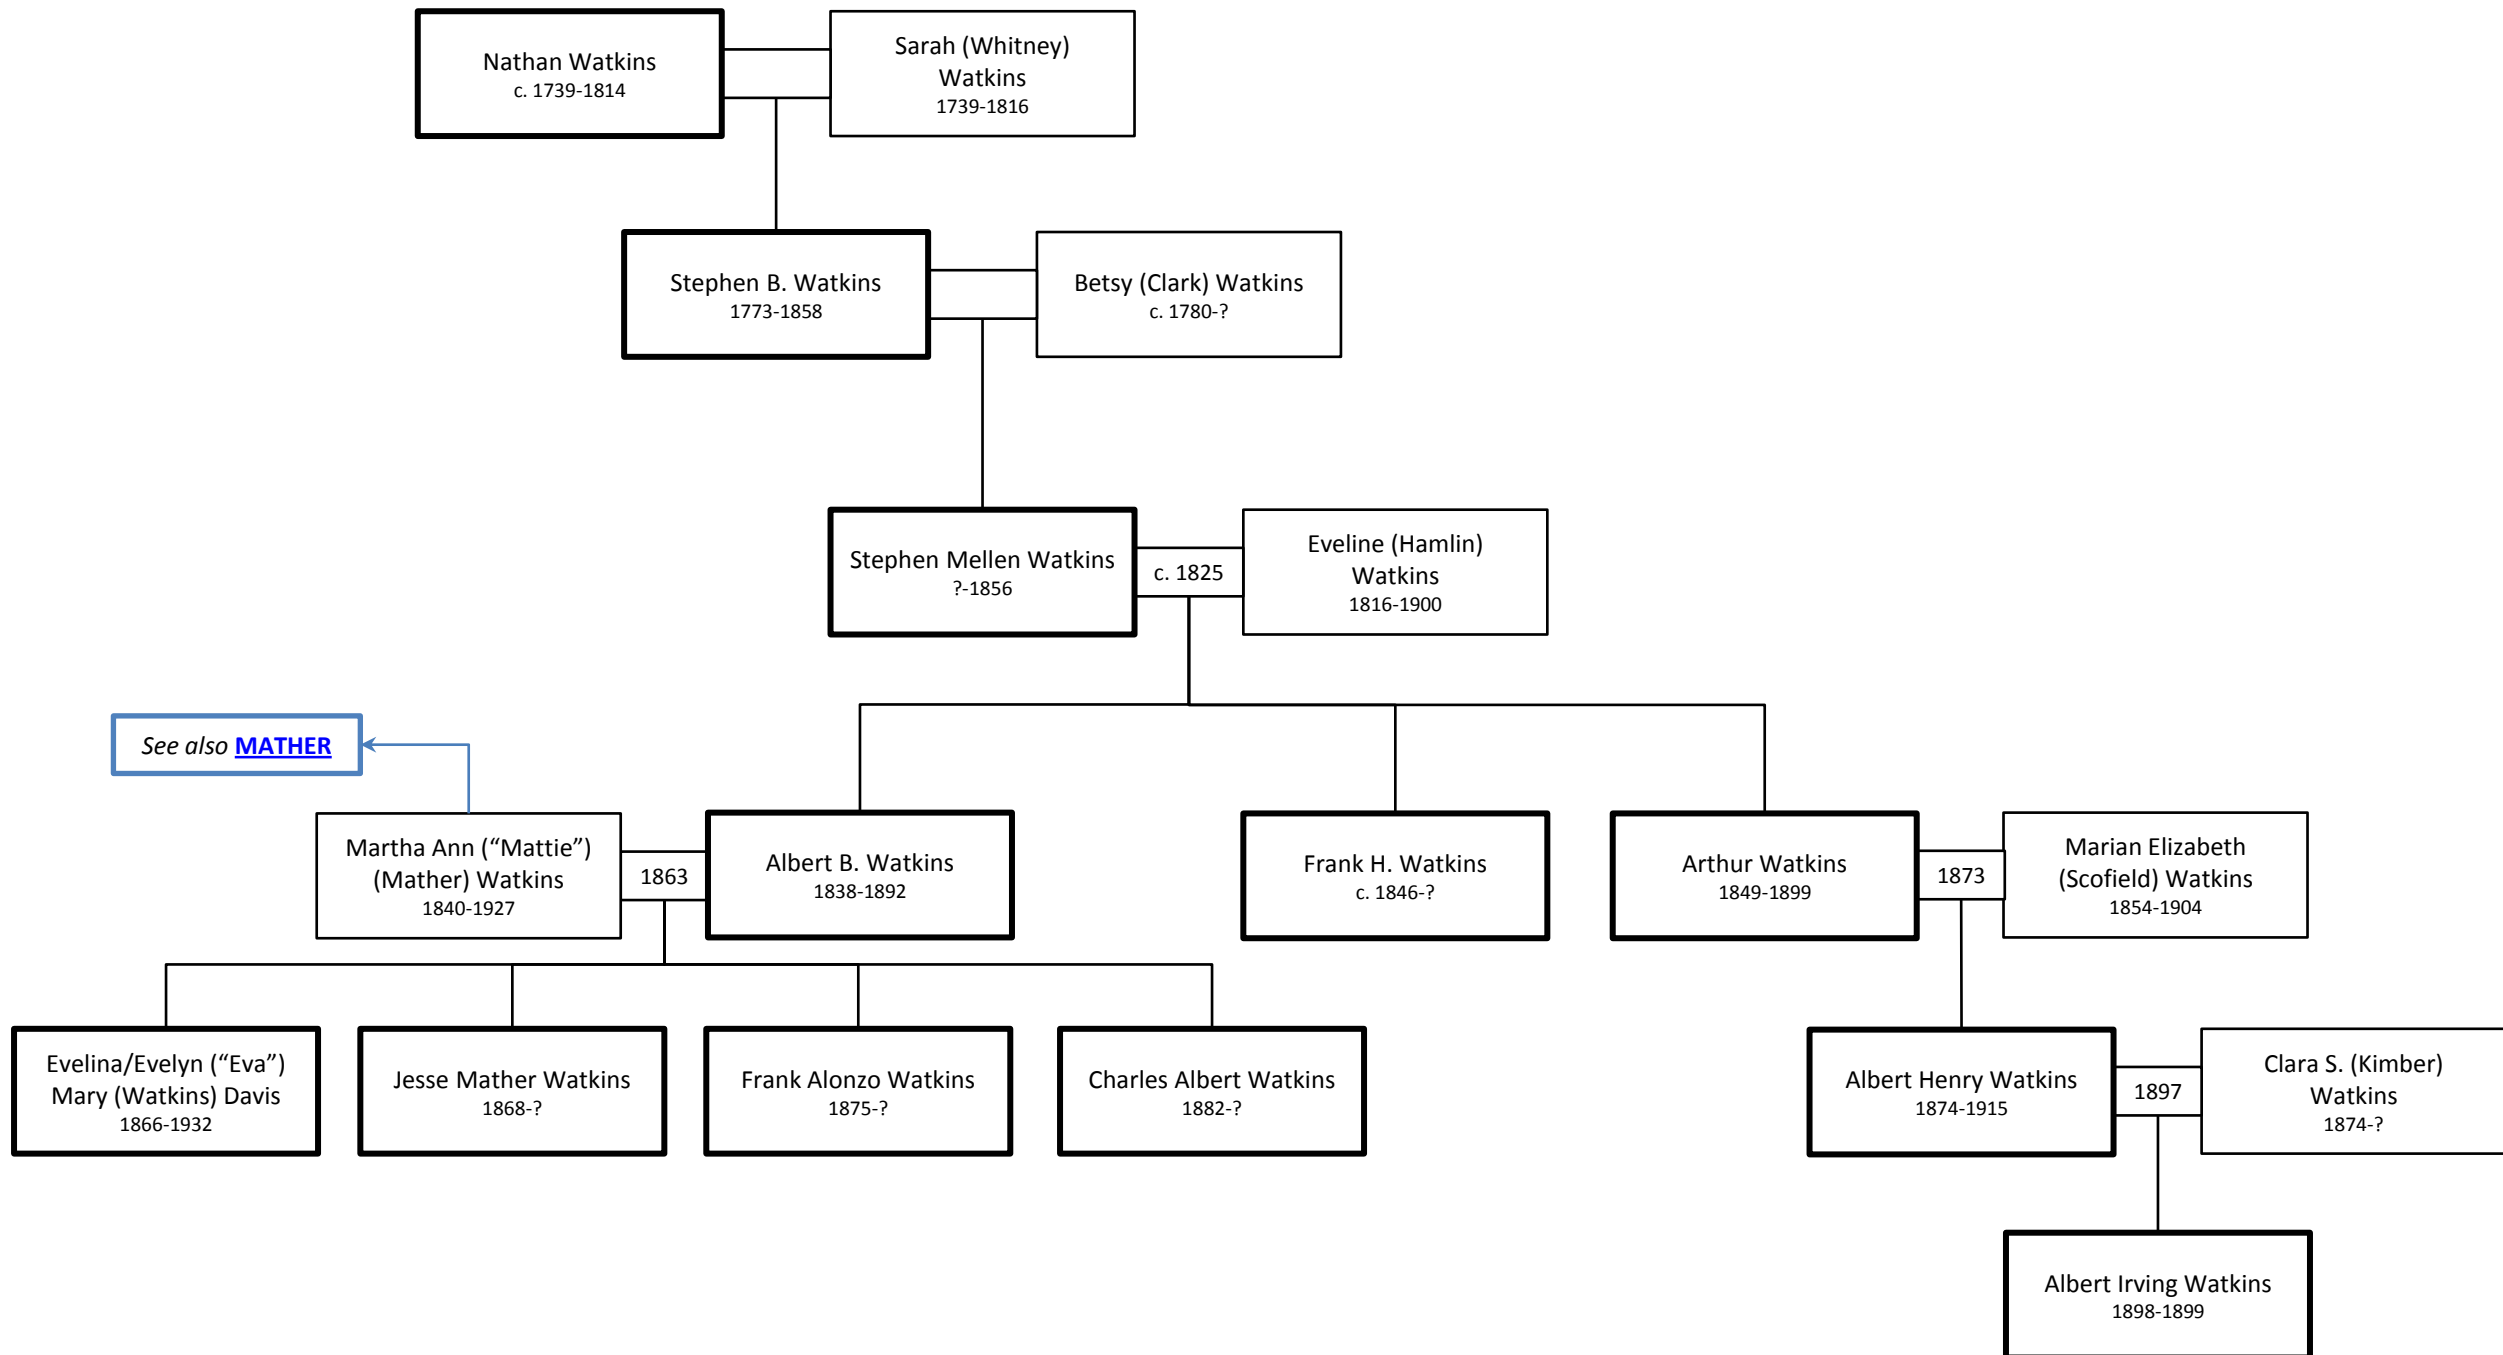 Nathan Watkins
c. 1739-1814
Sarah (Whitney)
Watkins
1739-1816
Stephen B. Watkins
1773-1858
Betsy (Clark) Watkins
c. 1780-?
Stephen Mellen Watkins
?-1856
c. 1825
Eveline (Hamlin)
Watkins
1816-1900
See also MATHER
Martha Ann (“Mattie”)
(Mather) Watkins
1840-1927
1863
Albert B. Watkins
1838-1892
Frank H. Watkins
c. 1846-?
Arthur Watkins
1849-1899
1873
Marian Elizabeth
(Scofield) Watkins
1854-1904
Evelina/Evelyn (“Eva”)
Mary (Watkins) Davis
1866-1932
Jesse Mather Watkins
1868-?
Frank Alonzo Watkins
1875-?
Charles Albert Watkins
1882-?
Albert Henry Watkins
1874-1915
1897
Clara S. (Kimber)
Watkins
1874-?
Albert Irving Watkins
1898-1899